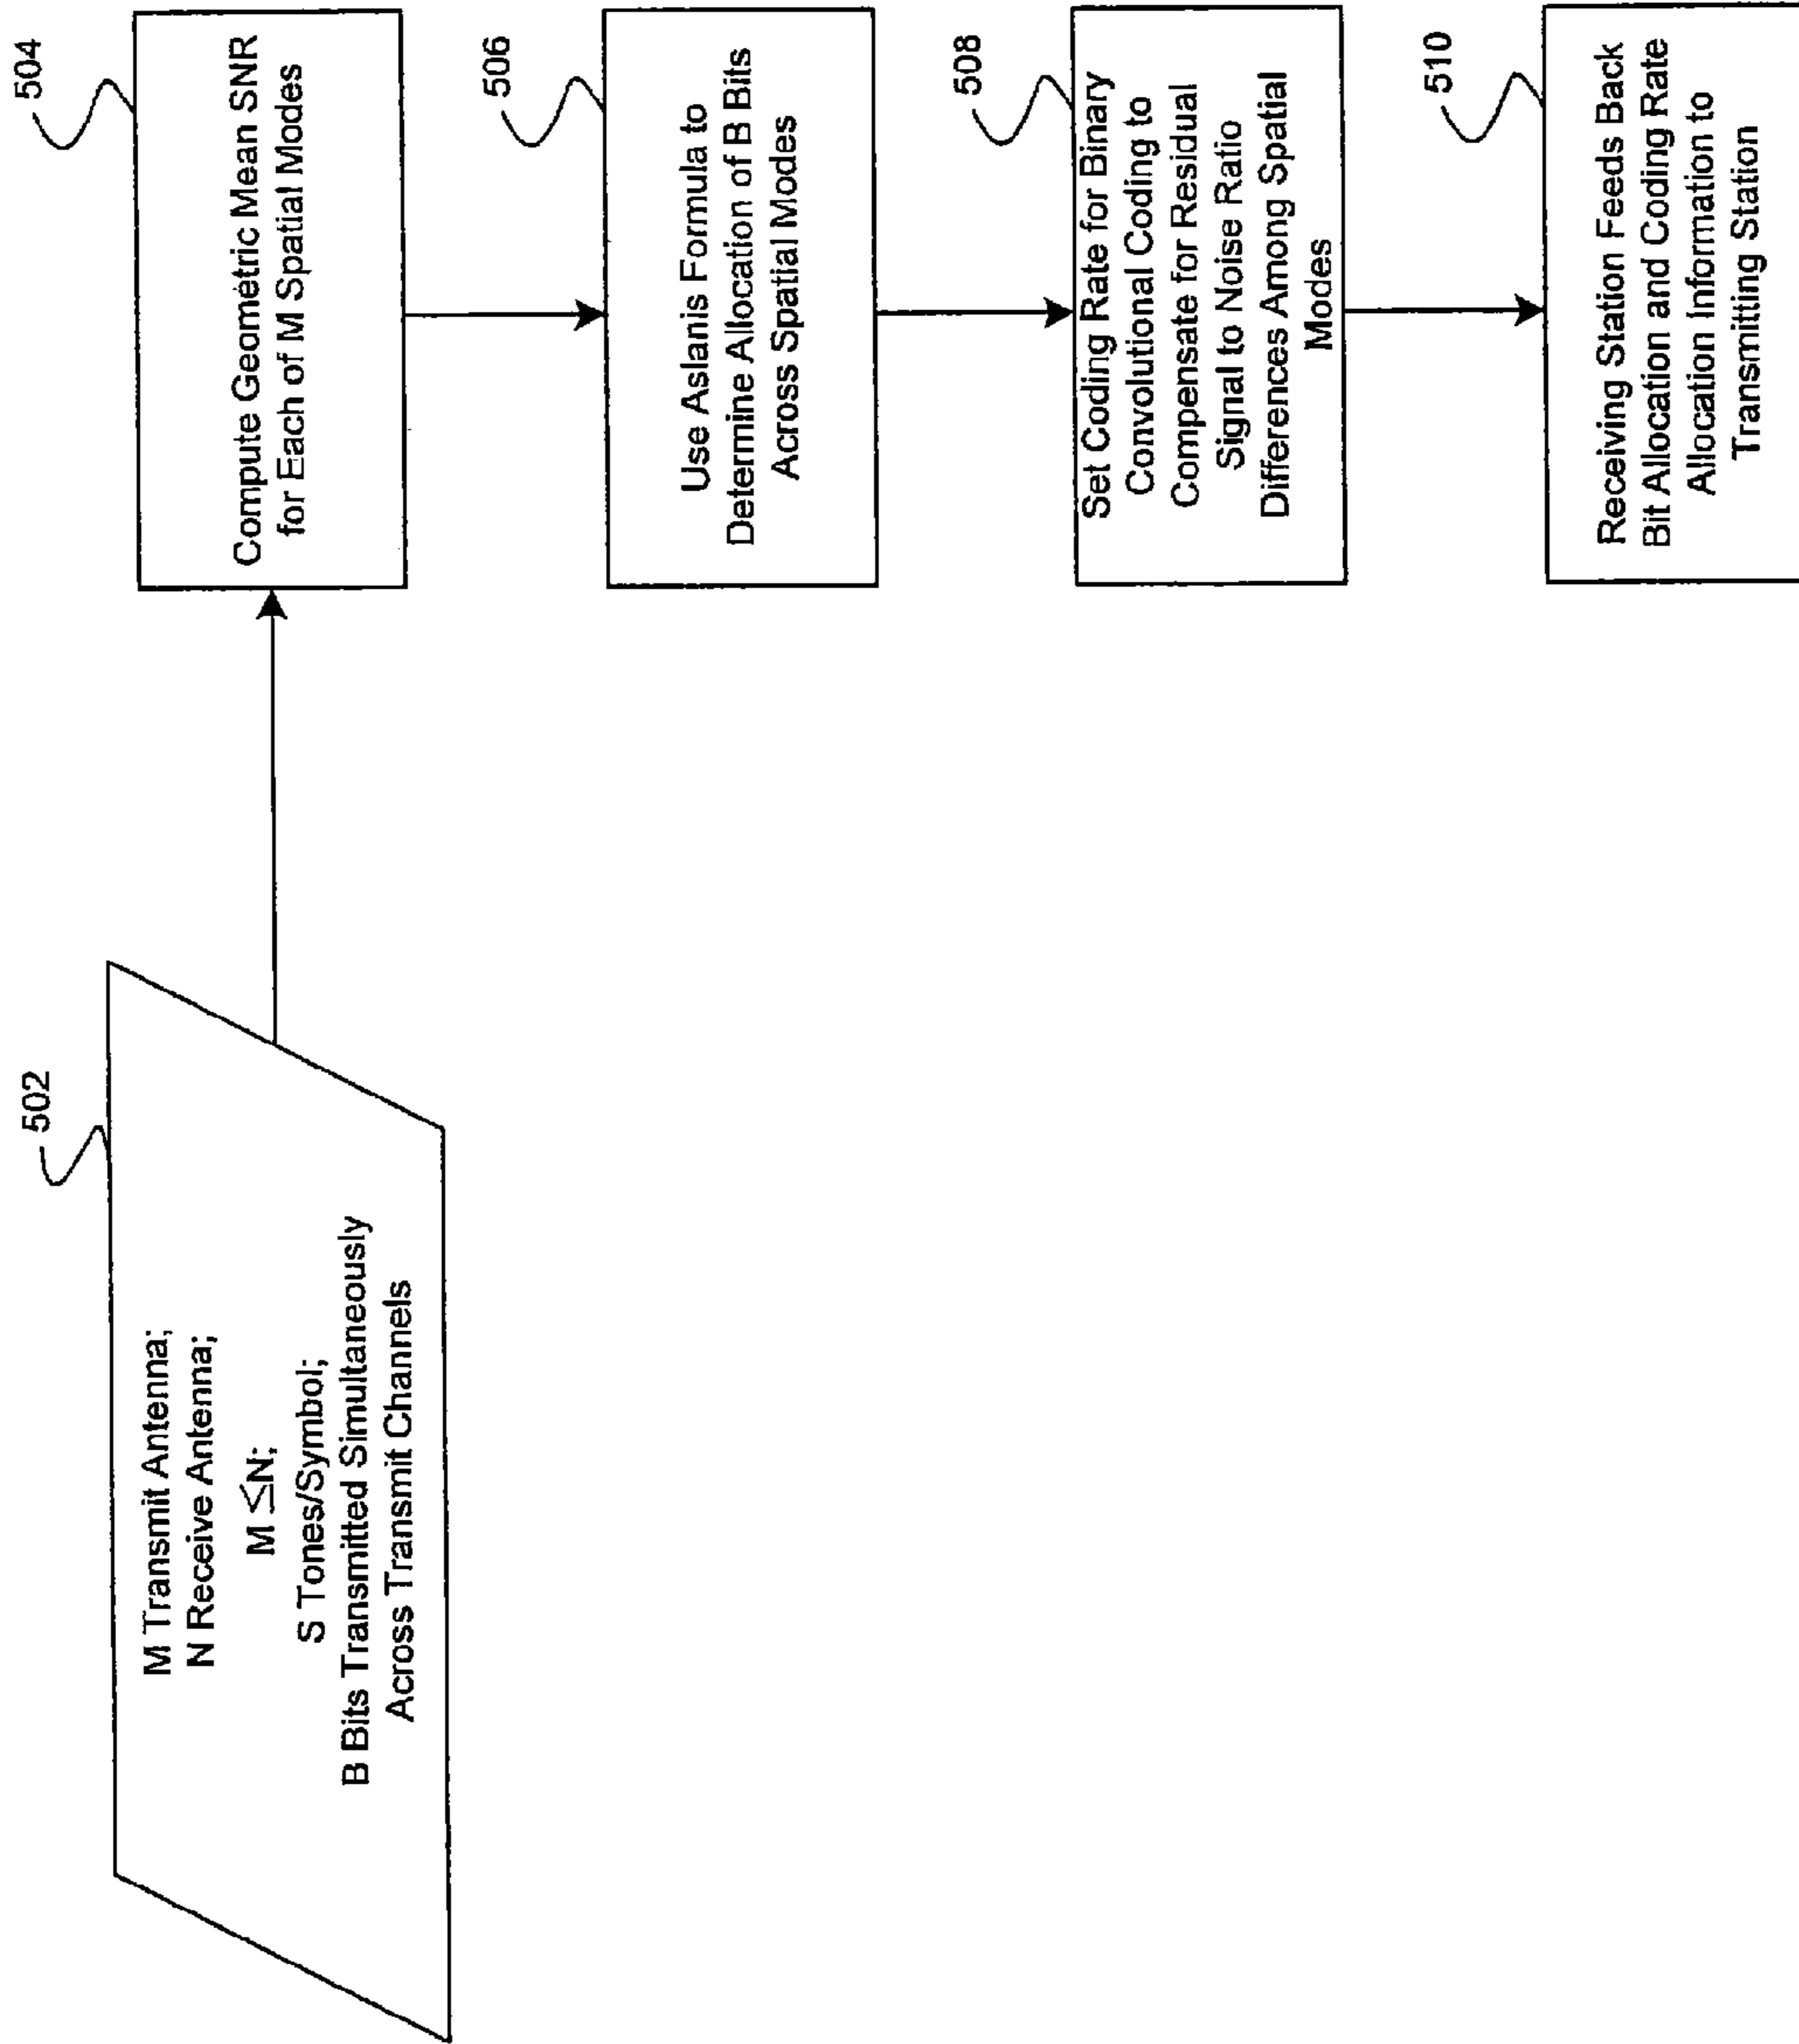 502
M Transmit Antenna;
N Receive Antenna;
M ≤ N;
S Tones/Symbol;
B Bits Transmitted Simultaneously
Across Transmit Channels
504
Compute Geometric Mean SNR
for Each of M Spatial Modes
506
Use Aslanis Formula to
Determine Allocation of B Bits
Across Spatial Modes
508
Set Coding Rate for Binary
Convolutional Coding to
Compensate for Residual
Signal to Noise Ratio
Differences Among Spatial
Modes
510
Receiving Station Feeds Back
Bit Allocation and Coding Rate
Allocation Information to
Transmitting Station